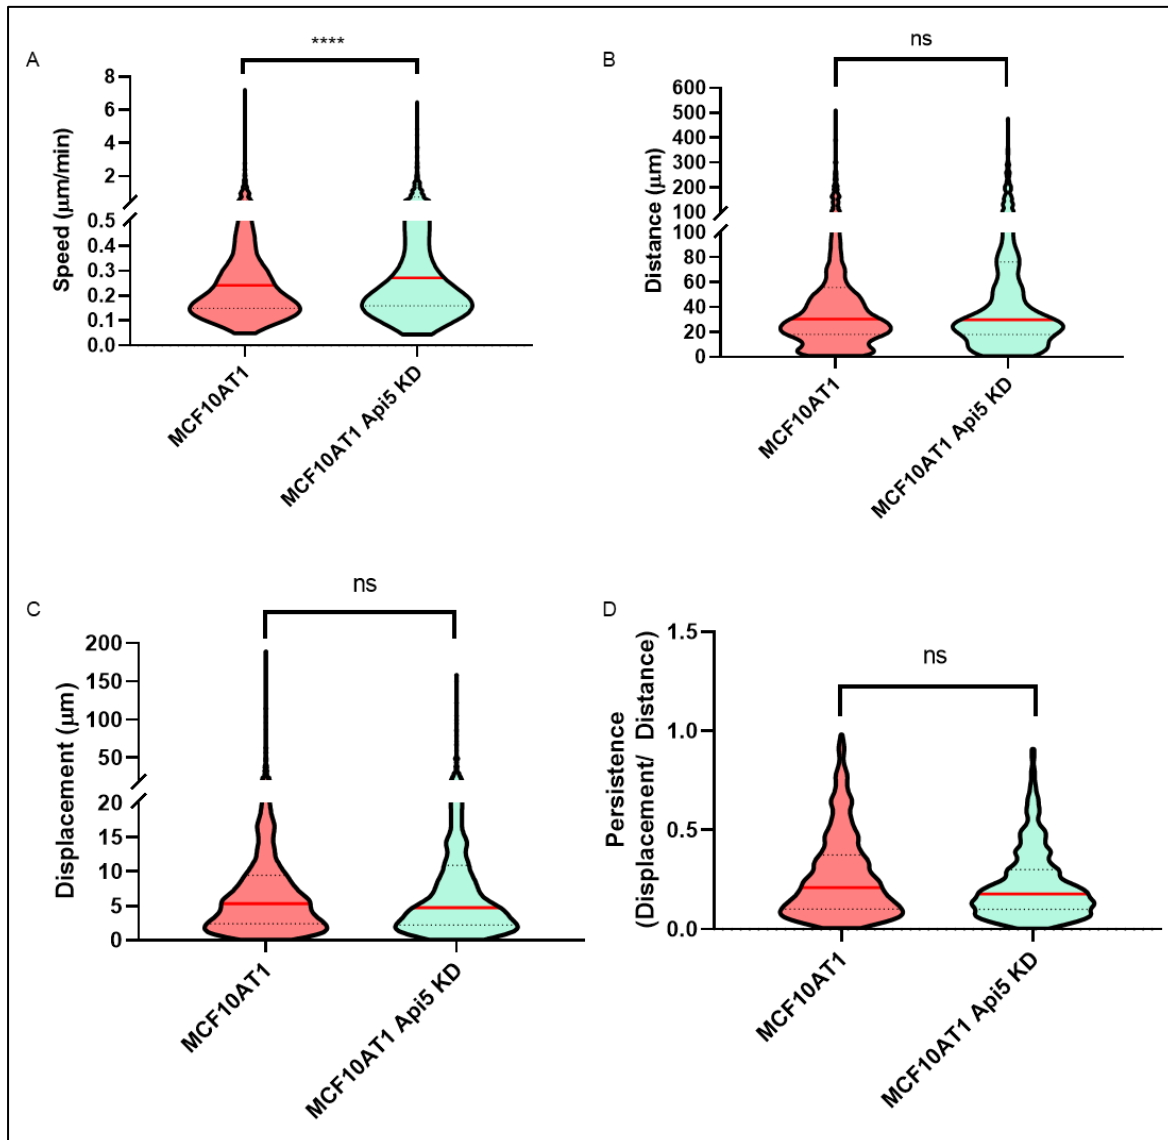 A
****
Speed (μm/min)
8
6
4
2
0.5
0.4
0.3
0.2
0.1
0.0
MCF10AT1
MCF10AT1 Api5 KD
B
ns
Distance (μm)
600
500
400
300
200
100
100
80
60
40
20
0
MCF10AT1
MCF10AT1 Api5 KD
C
ns
Displacement (μm)
200
150
100
50
20
15
10
5
0
MCF10AT1
MCF10AT1 Api5 KD
D
ns
Persistence
(Displacement/ Distance)
1.5
1.0
0.5
0.0
MCF10AT1
MCF10AT1 Api5 KD